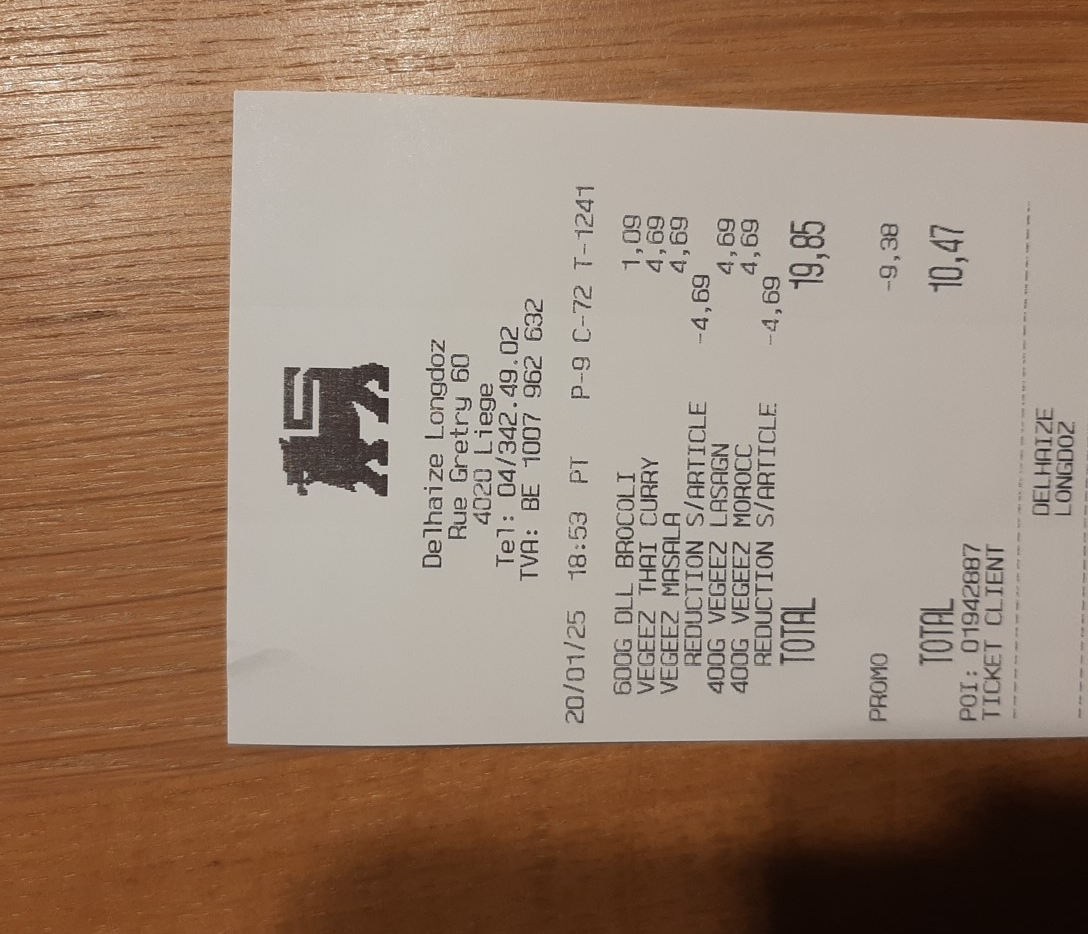 Delhaize Longdoz
Rue Gretry 60
4020 Liege
Tel: 04/342.49.02
TVA: BE 1007 962 632
20/01/25 18:53 PT P-9 C-72 T-1241
600G DLL BROCOLI 1,09
VEGEEZ THAI CURRY 4,69
VEGEEZ MASALA 4,69
REDUCTION S/ARTICLE -4,69
400G VEGEEZ LASAGN 4,69
400G VEGEEZ MOROCC 4,69
REDUCTION S/ARTICLE -4,69
TOTAL 19,85
PROMO -9,38
TOTAL 10,47
POI: 01942887
TICKET CLIENT
DELHAIZE
LONGDOZ